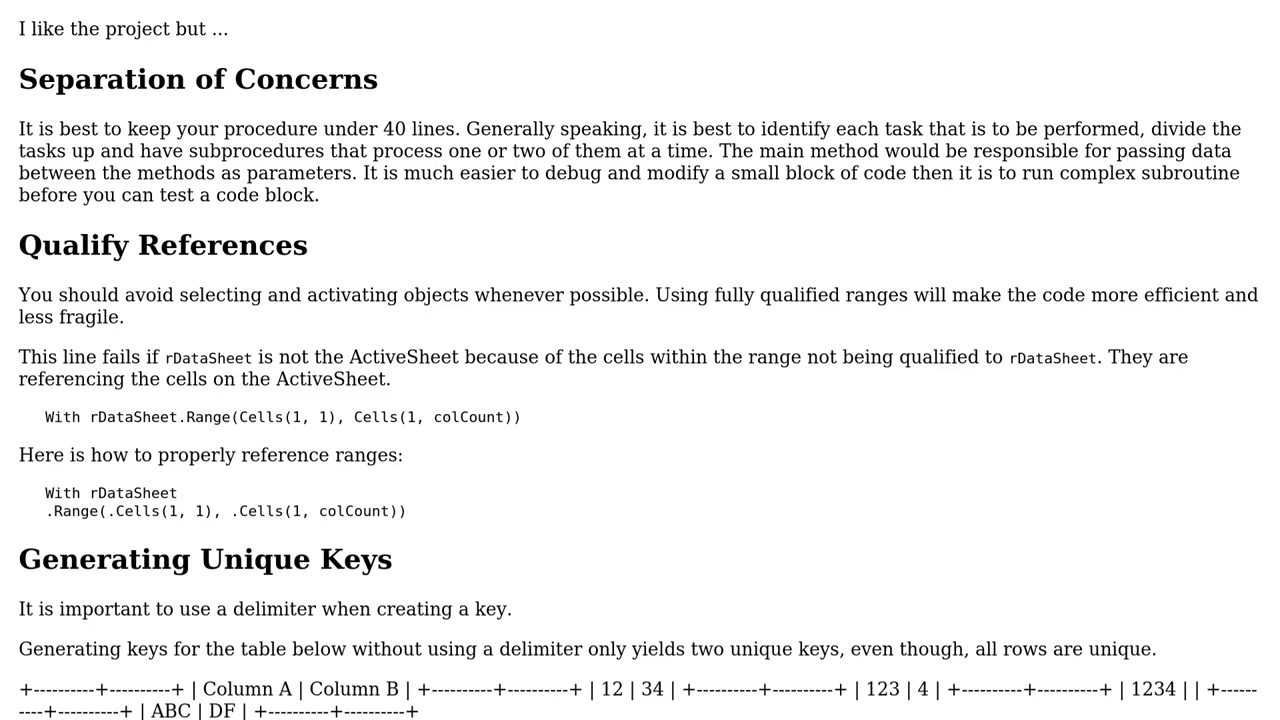 I like the project but ...
Separation of Concerns
It is best to keep your procedure under 40 lines. Generally speaking, it is best to identify each task that is to be performed, divide the
tasks up and have subprocedures that process one or two of them at a time. The main method would be responsible for passing data
between the methods as parameters. It is much easier to debug and modify a small block of code then it is to run complex subroutine
before you can test a code block.
Qualify References
You should avoid selecting and activating objects whenever possible. Using fully qualified ranges will make the code more efficient and
less fragile.
This line fails if rDataSheet is not the ActiveSheet because of the cells within the range not being qualified to rDataSheet. They are
referencing the cells on the ActiveSheet.
With rDataSheet.Range(Cells(1, 1), Cells(1, colCount))
Here is how to properly reference ranges:
With rDataSheet
.Range(.Cells(1, 1), .Cells(1, colCount))
Generating Unique Keys
It is important to use a delimiter when creating a key.
Generating keys for the table below without using a delimiter only yields two unique keys, even though, all rows are unique.
+----------+----------+ | Column A | Column B | +----------+----------+ | 12 | 34 | +----------+----------+ | 123 | 4 | +----------+----------+ | 1234 | | +------
----+----------+ | ABC | DF | +----------+----------+